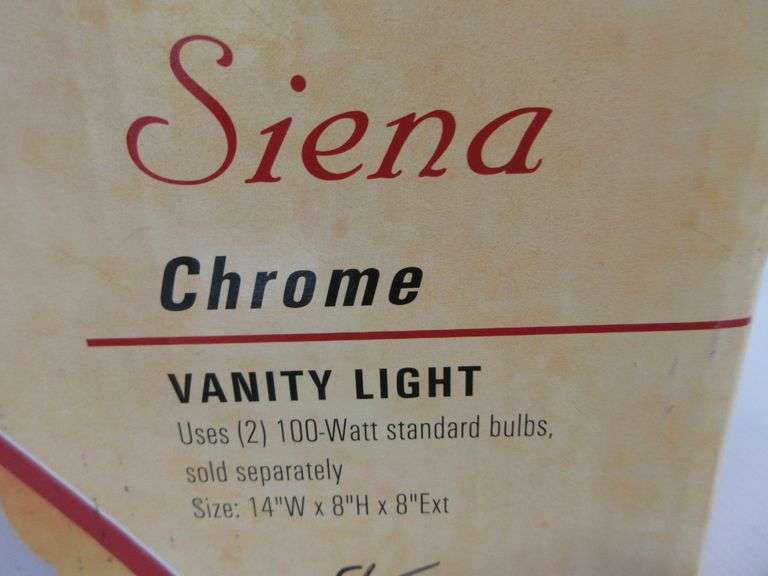 Siena
Chrome
VANITY LIGHT
Uses (2) 100-Watt standard bulbs,
sold separately
Size: 14"W x 8"H x 8"Ext